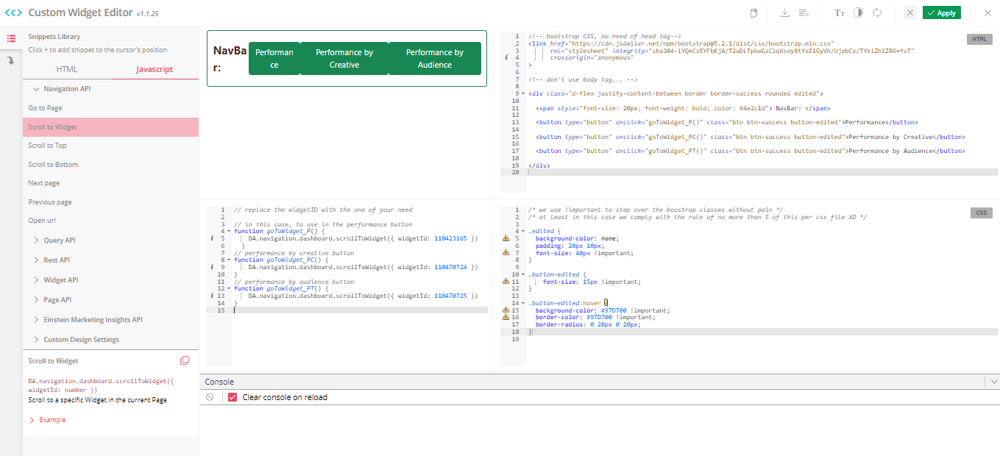 <c> Custom Widget Editor v1.1.25
Tт
Apply
Snippets Library
Click + to add snippet to the cursor's position
HTML
Javascript
Navigation API
Go to Page
Scroll to Widget
Scroll to Top
Scroll to Bottom
Next page
Previous page
Open url
Query API
Rest API
Widget API
Page API
Einstein Marketing Insights API
Custom Design Settings
Scroll to Widget
DA.navigation.dashboard.scrollToWidget({
widgetId: number })
Scroll to a specific Widget in the current Page
Example
NavBa
r:
Performan
ce
Performance by
Creative
Performance by
Audience
HTML
1 <!-- bootstrap CSS, no need of head tag-->
2 <link href="https://cdn.jsdelivr.net/npm/bootstrap@5.2.1/dist/css/bootstrap.min.css"
3 rel="stylesheet" integrity="sha384-iYQeCzEYFbKjA/T2uDLTpkwGzCiq6soy8tYaI1GyVh/UjpbCx/TYkiZhlZB6+fzT"
4 crossorigin="anonymous"
5 >
6
7 <!-- don't use body tag... -->
8
9 <div class="d-flex justify-content-between border border-success rounded edited">
10
11 <span style="font-size: 20px; font-weight: bold; color: #4e2c1d"> NavBar: </span>
12
13 <button type="button" onclick="goToWidget_P()" class="btn btn-success button-edited">Performance</button>
14
15 <button type="button" onclick="goToWidget_PC()" class="btn btn-success button-edited">Performance by Creative</button>
16
17 <button type="button" onclick="goToWidget_PT()" class="btn btn-success button-edited">Performance by Audience</button>
18
19 </div>
20
1 // replace the widgetID with the one of your need
2
3 // in this case, to use in the performance button
4 function goToWidget_P() {
5 DA.navigation.dashboard.scrollToWidget({ widgetId: 110423165 })
6 }
7 // performance by creative button
8 function goToWidget_PC() {
9 DA.navigation.dashboard.scrollToWidget({ widgetId: 110470724 })
10 }
11 // performance by audience button
12 function goToWidget_PT() {
13 DA.navigation.dashboard.scrollToWidget({ widgetId: 110470725 })
14 }
15
CSS
1 /* we use !important to step over the boostrap classes without pain */
2 /* at least in this case we comply with the rule of no more than 5 of this per css file XD */
3
4 .edited {
5 background-color: none;
6 padding: 20px 10px;
7 font-size: 40px !important;
8 }
9
10 .button-edited {
11 font-size: 15px !important;
12 }
13
14 .button-edited:hover {
15 background-color: #97D700 !important;
16 border-color: #97D700 !important;
17 border-radius: 0 20px 0 20px;
18 }
19
Console
Clear console on reload